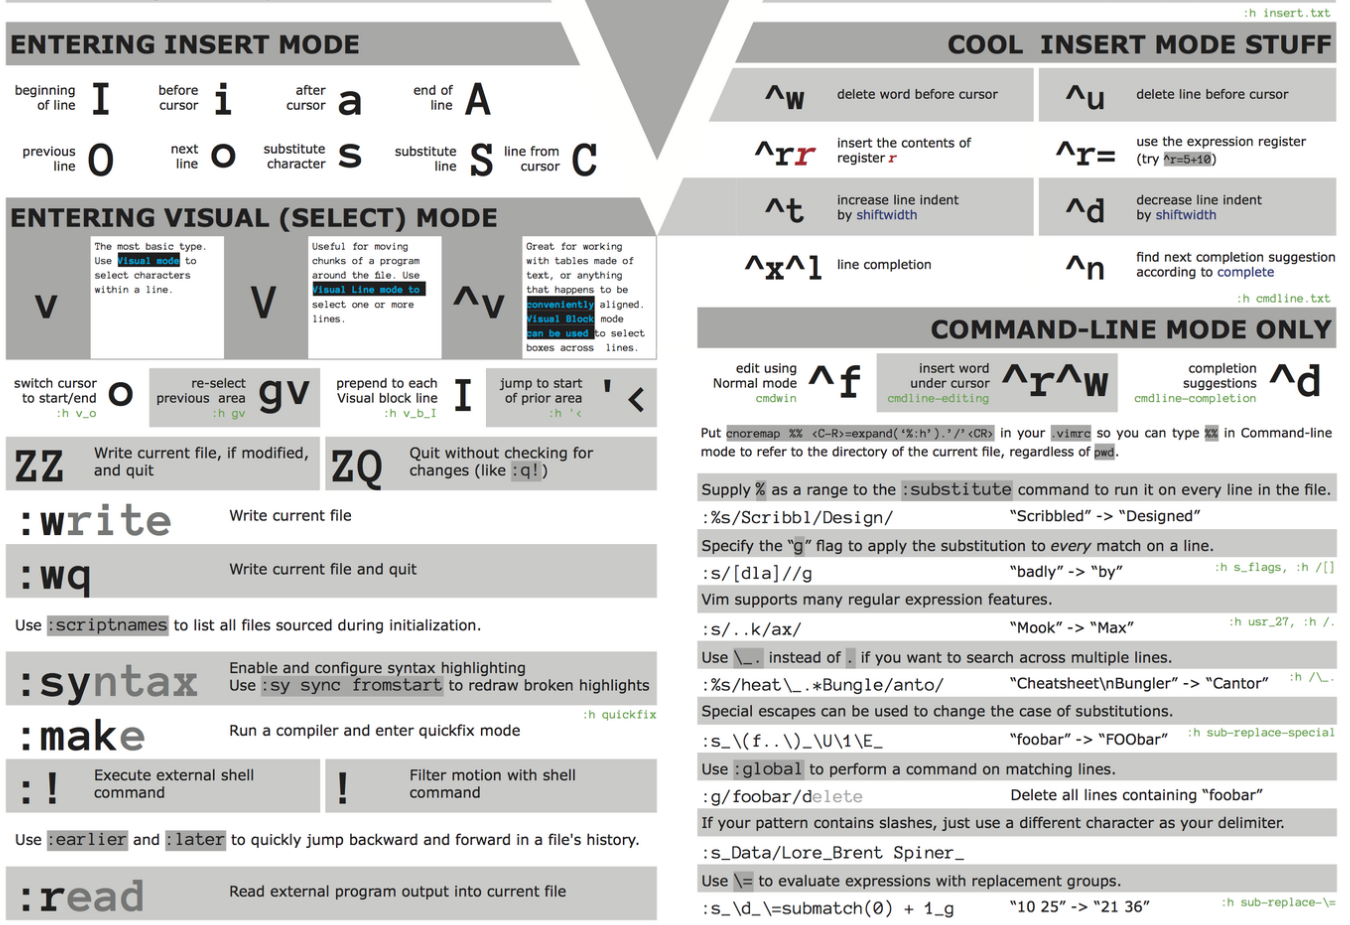 ENTERING INSERT MODE
beginning of line I
before cursor i
after cursor a
end of line A
previous line O
next line o
substitute character s
substitute line S
line from cursor C
ENTERING VISUAL (SELECT) MODE
v
The most basic type.
Use Visual mode to
select characters
within a line.
V
Useful for moving
chunks of a program
around the file. Use
Visual Line mode to
select one or more
lines.
^v
Great for working
with tables made of
text, or anything
that happens to be
conveniently aligned.
Visual Block mode
can be used to select
boxes across lines.
switch cursor
to start/end
:h v_o
o
re-select
previous area
:h gv
gv
prepend to each
Visual block line
:h v_b_I
I
jump to start
of prior area
:h '<
'<
ZZ
Write current file, if modified,
and quit
ZQ
Quit without checking for
changes (like :q!)
:write Write current file
:wq Write current file and quit
Use :scriptnames to list all files sourced during initialization.
:syntax
Enable and configure syntax highlighting
Use :sy sync fromstart to redraw broken highlights
:h quickfix
:make Run a compiler and enter quickfix mode
:!
Execute external shell
command
!
Filter motion with shell
command
Use :earlier and :later to quickly jump backward and forward in a file's history.
:read Read external program output into current file
:h insert.txt
COOL INSERT MODE STUFF
^w delete word before cursor
^u delete line before cursor
^rr
insert the contents of
register r
^r=
use the expression register
(try ^r=5+10)
^t
increase line indent
by shiftwidth
^d
decrease line indent
by shiftwidth
^x^l line completion
^n
find next completion suggestion
according to complete
:h cmdline.txt
COMMAND-LINE MODE ONLY
edit using
Normal mode
cmdwin
^f
insert word
under cursor
cmdline-editing
^r^w
completion
suggestions
cmdline-completion
^d
Put cnoremap %% <C-R>=expand('%:h').'/'<CR> in your .vimrc so you can type %% in Command-line
mode to refer to the directory of the current file, regardless of pwd.
Supply % as a range to the :substitute command to run it on every line in the file.
:%s/Scribbl/Design/ “Scribbled” -> “Designed”
Specify the “g” flag to apply the substitution to every match on a line.
:s/[dla]//g “badly” -> “by” :h s_flags, :h /[]
Vim supports many regular expression features.
:s/..k/ax/ “Mook” -> “Max” :h usr_27, :h /.
Use \_. instead of . if you want to search across multiple lines.
:%s/heat\_.*Bungle/anto/ “Cheatsheet\nBungler” -> “Cantor” :h /\_.
Special escapes can be used to change the case of substitutions.
:s_\(f..\)_\U\1\E_ “foobar” -> “FOObar” :h sub-replace-special
Use :global to perform a command on matching lines.
:g/foobar/delete Delete all lines containing “foobar”
If your pattern contains slashes, just use a different character as your delimiter.
:s_Data/Lore_Brent Spiner_
Use \= to evaluate expressions with replacement groups.
:s_\d_\=submatch(0) + 1_g “10 25” -> “21 36” :h sub-replace-\=